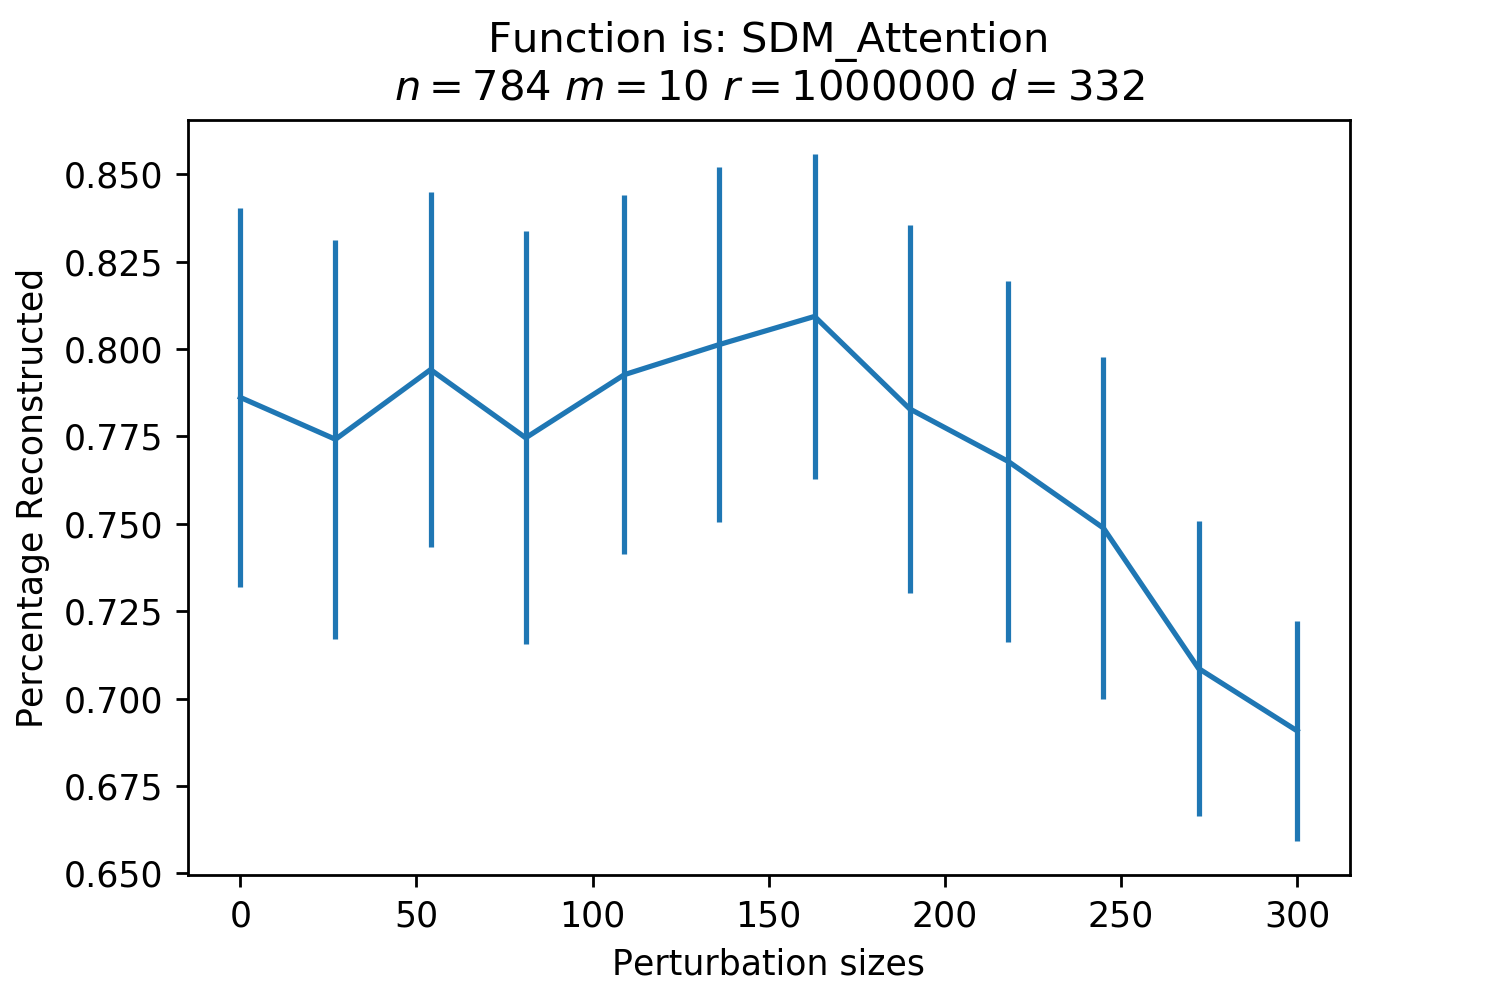 Function is: SDM_Attention
n = 784 m = 10 r = 1000000 d = 332
Percentage Reconstructed
0.850
0.825
0.800
0.775
0.750
0.725
0.700
0.675
0.650
0 50 100 150 200 250 300
Perturbation sizes